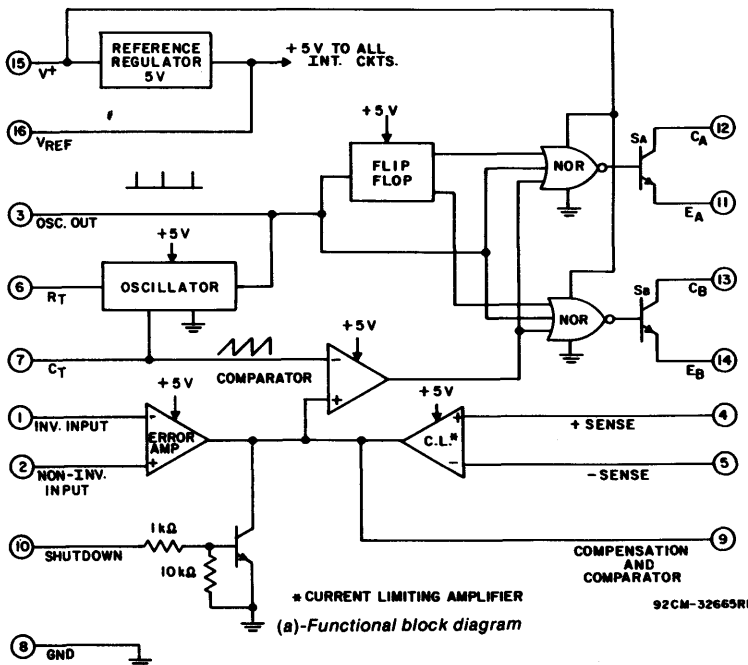 15
V+
REFERENCE
REGULATOR
5V
+5V TO ALL
INT. CKTS.
16
VREF
+5V
FLIP
FLOP
NOR
SA
CA
12
EA
11
3
OSC. OUT
+5V
6
RT
OSCILLATOR
NOR
SB
CB
13
EB
14
7
CT
+5V
COMPARATOR
-
+
+5V
1
INV. INPUT
-
ERROR
AMP
+
2
NON-INV.
INPUT
+5V
C.L.*
+
-
+ SENSE
4
- SENSE
5
10
SHUTDOWN
1kΩ
10kΩ
9
COMPENSATION
AND
COMPARATOR
* CURRENT LIMITING AMPLIFIER
92CM-32665RI
(a)-Functional block diagram
8
GND